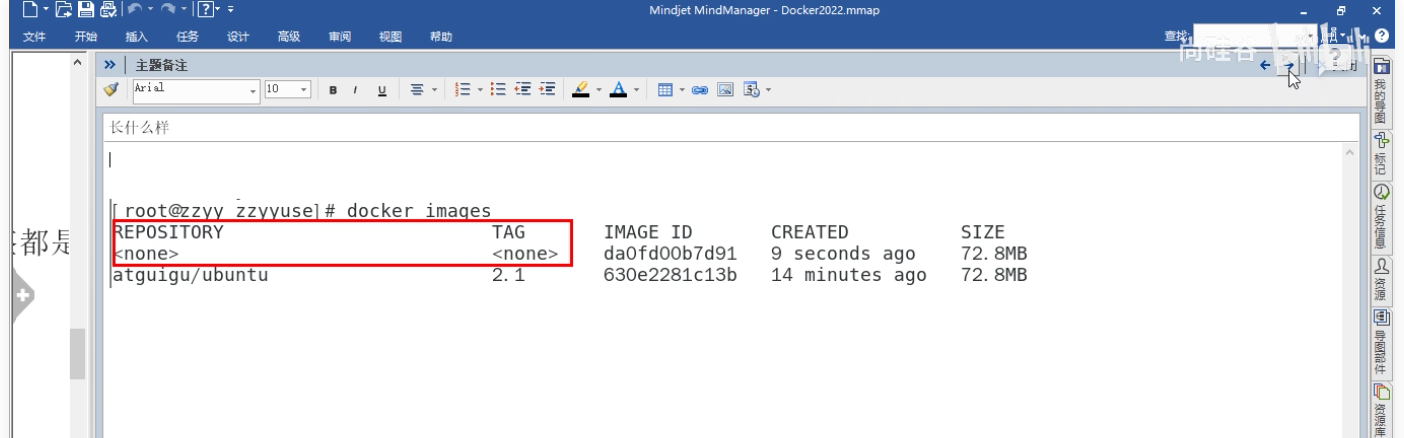 Mindjet MindManager - Docker2022.mmap
文件 开始 插入 任务 设计 高级 审阅 视图 帮助 查找:
尚硅谷
主题备注
Arial 10 B I U
长什么样
[root@zzyy zzyyuse]# docker images
REPOSITORY TAG IMAGE ID CREATED SIZE
<none> <none> da0fd00b7d91 9 seconds ago 72.8MB
atguigu/ubuntu 2.1 630e2281c13b 14 minutes ago 72.8MB
都是
我的导图
标记
任务信息
资源
导图部件
资源库